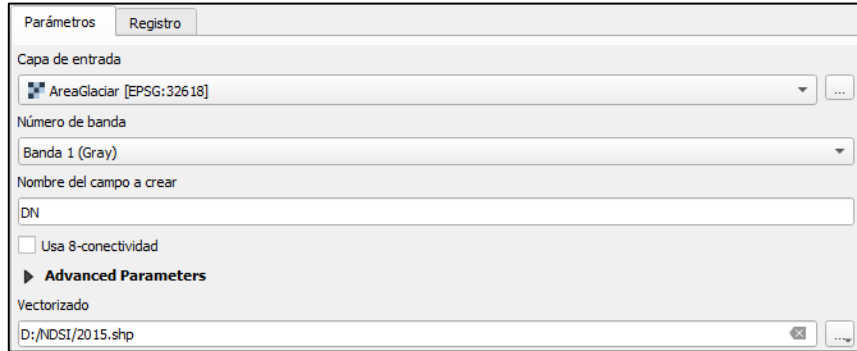 Parámetros Registro
Capa de entrada
AreaGlaciar [EPSG:32618] ...
Número de banda
Banda 1 (Gray)
Nombre del campo a crear
DN
Usa 8-conectividad
Advanced Parameters
Vectorizado
D:/NDSI/2015.shp ...